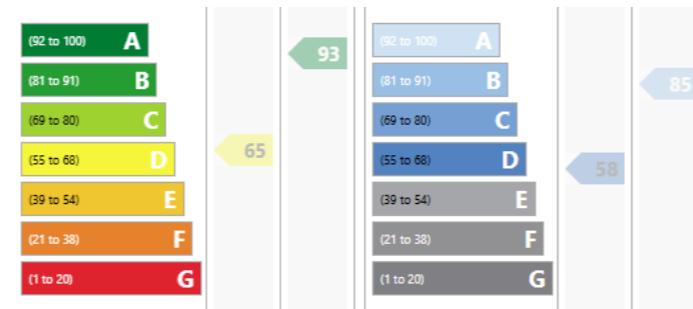 (92 to 100) A
93
(81 to 91) B
(69 to 80) C
(55 to 68) D
65
(39 to 54) E
(21 to 38) F
(1 to 20) G
(92 to 100) A
(81 to 91) B
85
(69 to 80) C
(55 to 68) D
58
(39 to 54) E
(21 to 38) F
(1 to 20) G